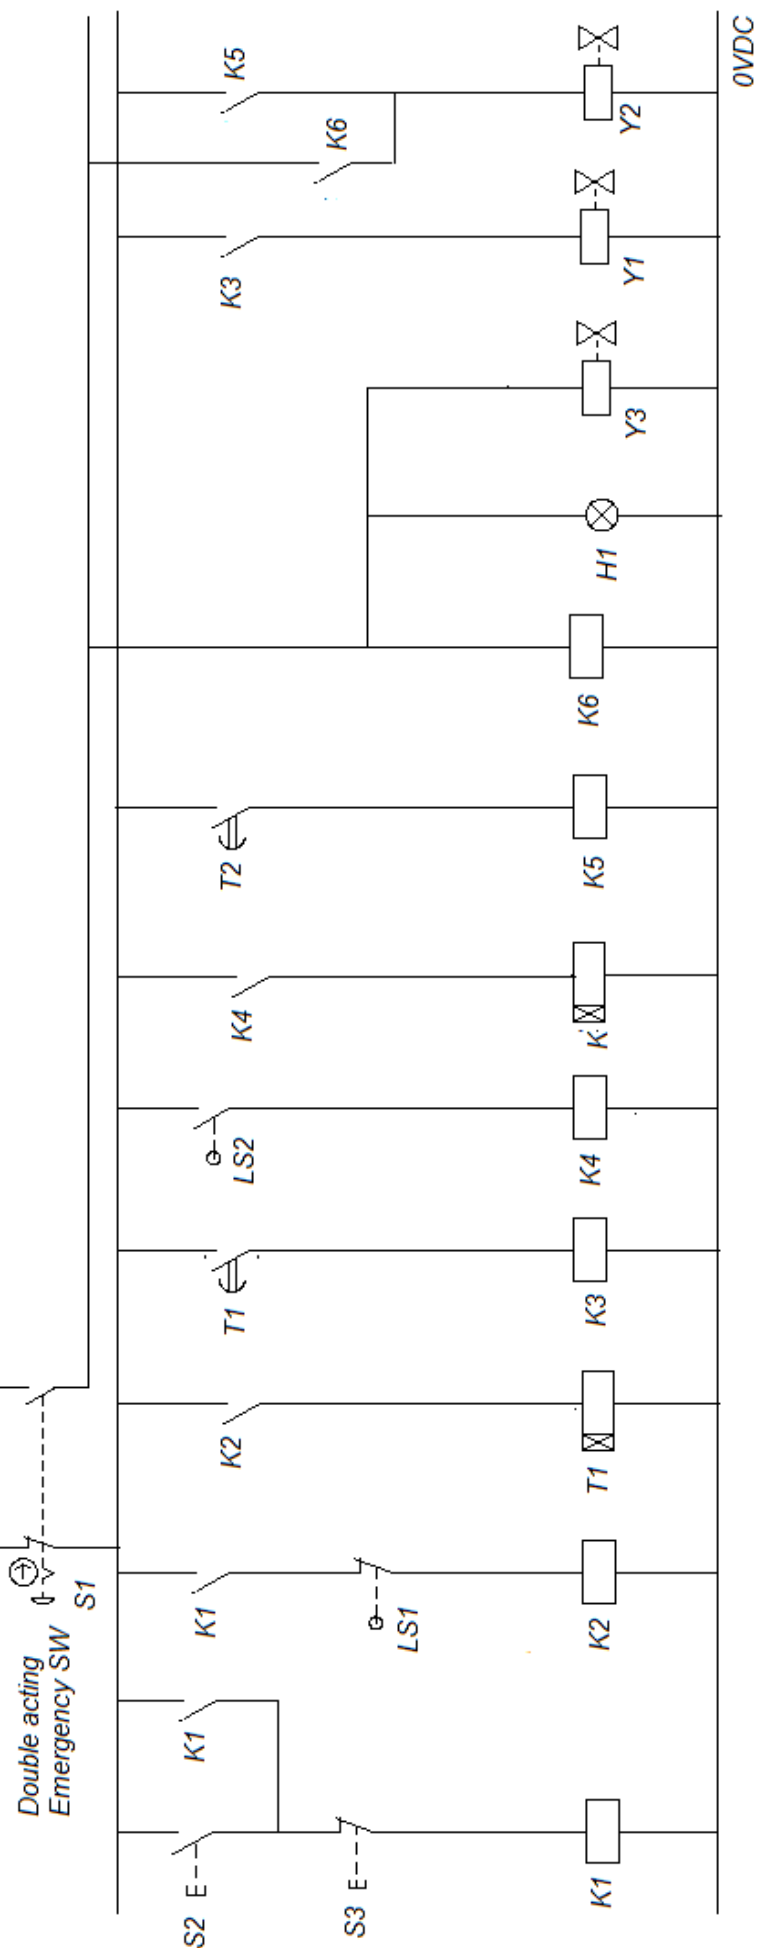 Double acting
Emergency SW
S1
S2
K1
K1
K2
T1
LS2
K4
T2
K3
K5
K6
S3
LS1
K1
K2
T1
K3
K4
K
K5
K6
H1
Y3
Y1
Y2
0VDC